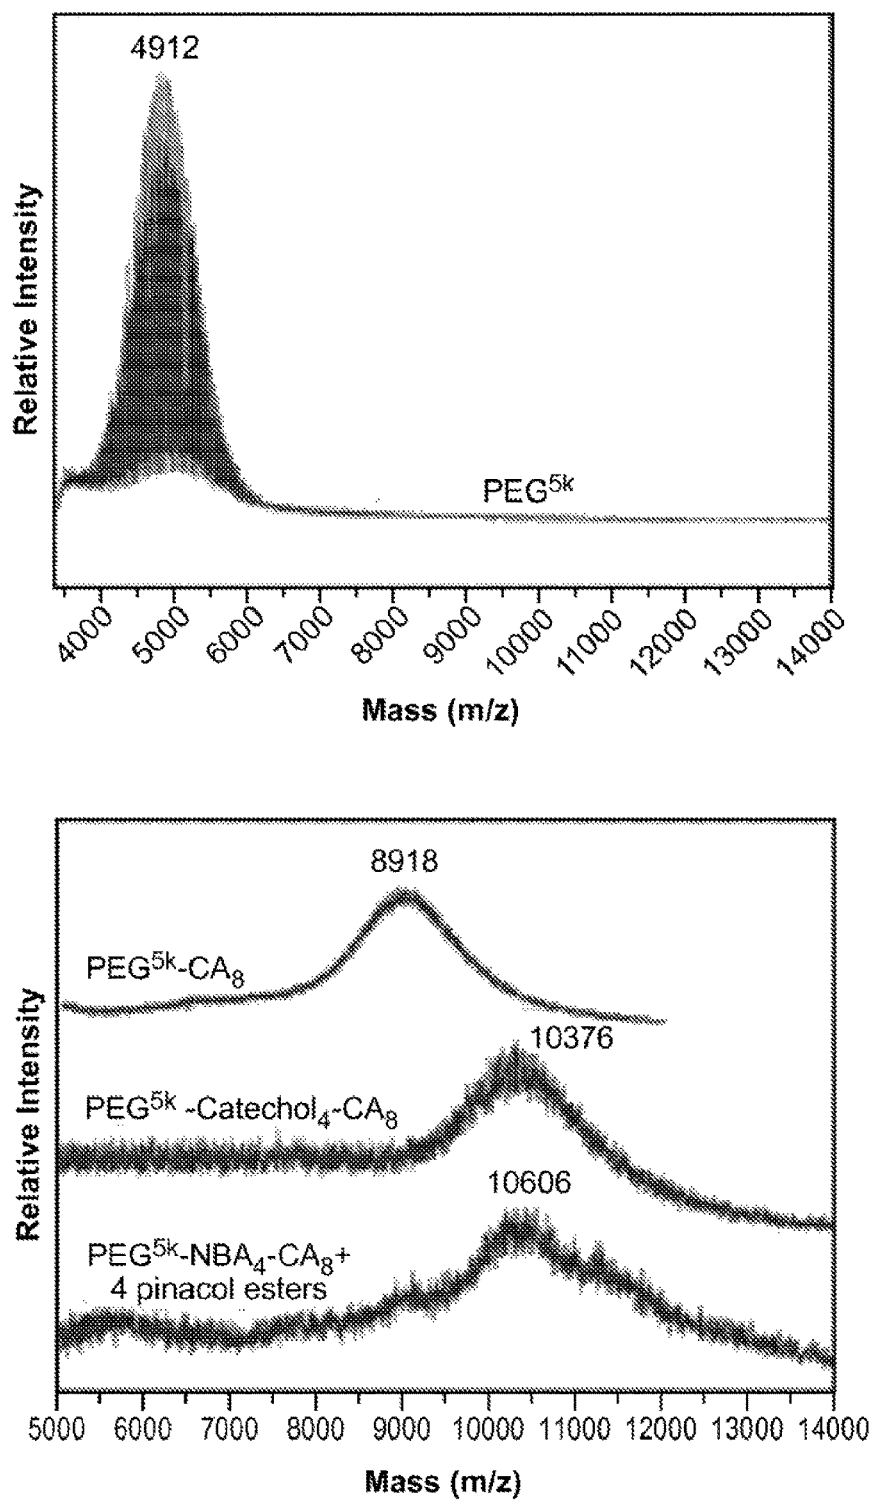 4912
Relative Intensity
PEG5k
4000 5000 6000 7000 8000 9000 10000 11000 12000 13000 14000
Mass (m/z)
8918
PEG5k-CA8
10376
PEG5k -Catechol4-CA8
10606
PEG5k-NBA4-CA8+
4 pinacol esters
Relative Intensity
5000 6000 7000 8000 9000 10000 11000 12000 13000 14000
Mass (m/z)